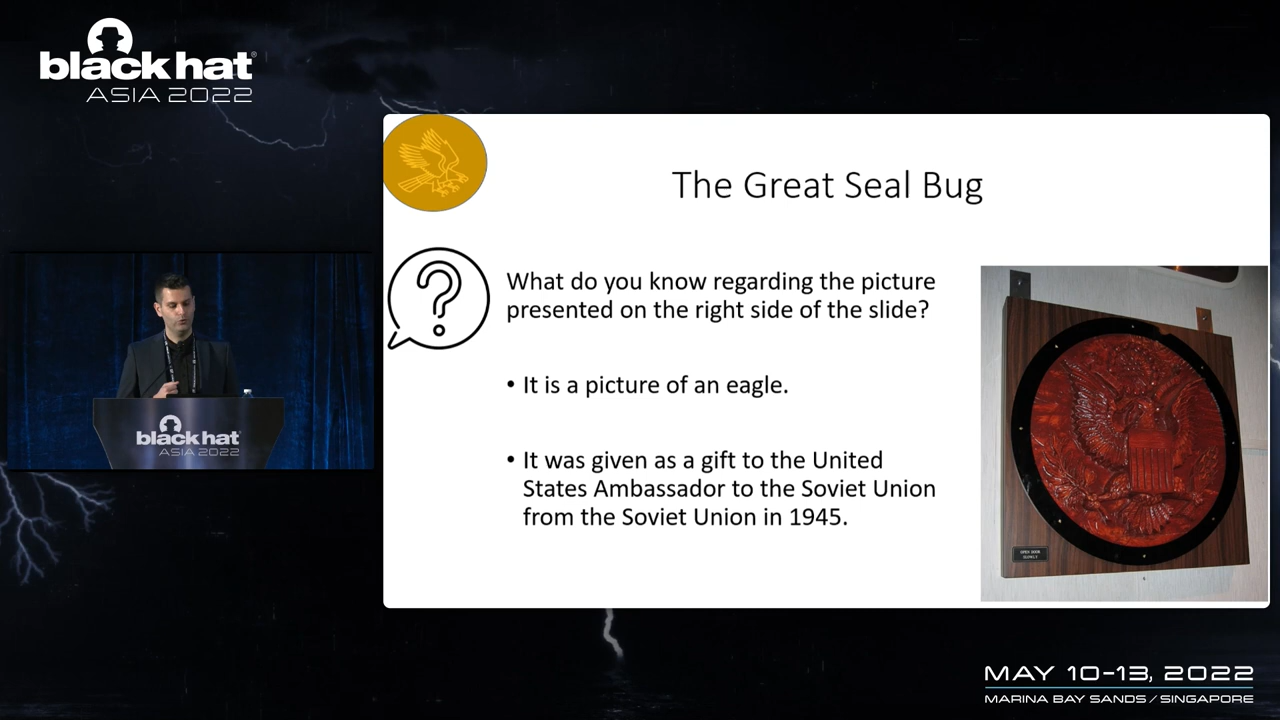 black hat®
ASIA 2022
The Great Seal Bug
What do you know regarding the picture
presented on the right side of the slide?
• It is a picture of an eagle.
• It was given as a gift to the United
States Ambassador to the Soviet Union
from the Soviet Union in 1945.
OPEN DOOR
SLOWLY
black hat
ASIA 2022
MAY 10-13, 2022
MARINA BAY SANDS / SINGAPORE